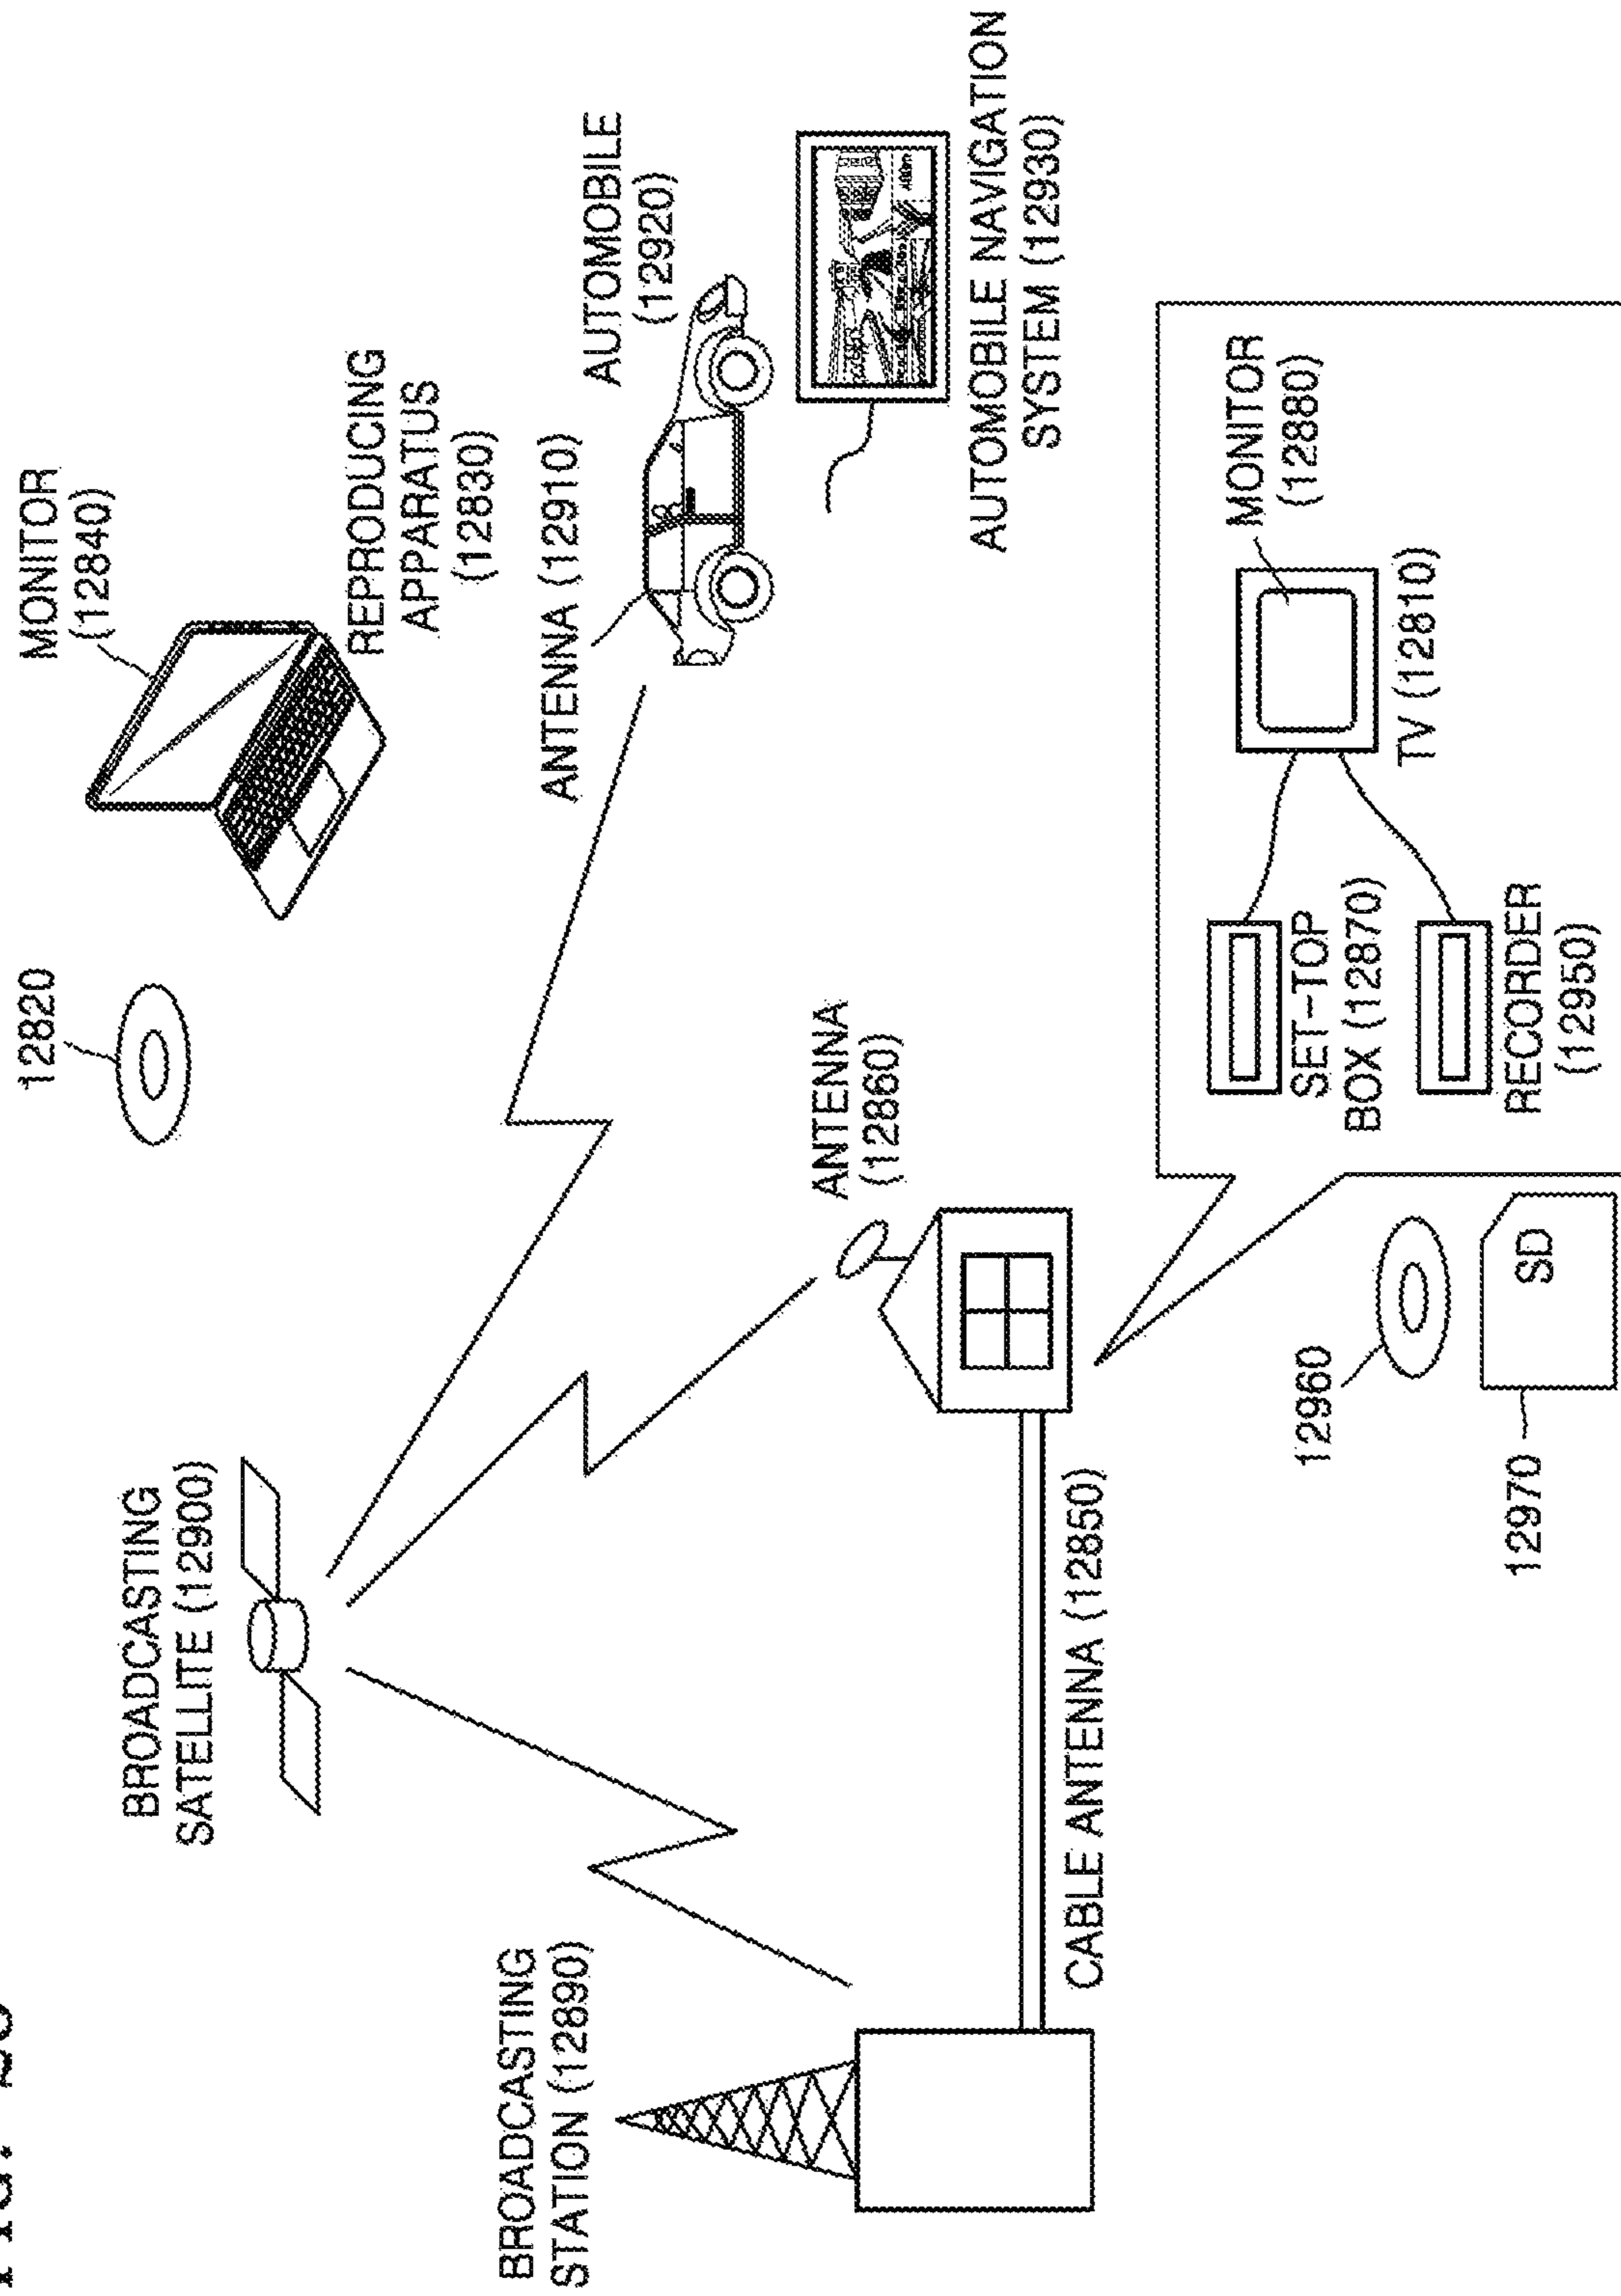 BROADCASTING
SATELLITE (12900)
12820
MONITOR
(12840)
REPRODUCING
APPARATUS
(12830)
BROADCASTING
STATION (12890)
ANTENNA (12910)
AUTOMOBILE
(12920)
ANTENNA
(12860)
AUTOMOBILE NAVIGATION
SYSTEM (12930)
CABLE ANTENNA (12850)
MONITOR
(12880)
TV (12810)
SET-TOP
BOX (12870)
RECORDER
(12950)
12960
12970
SD